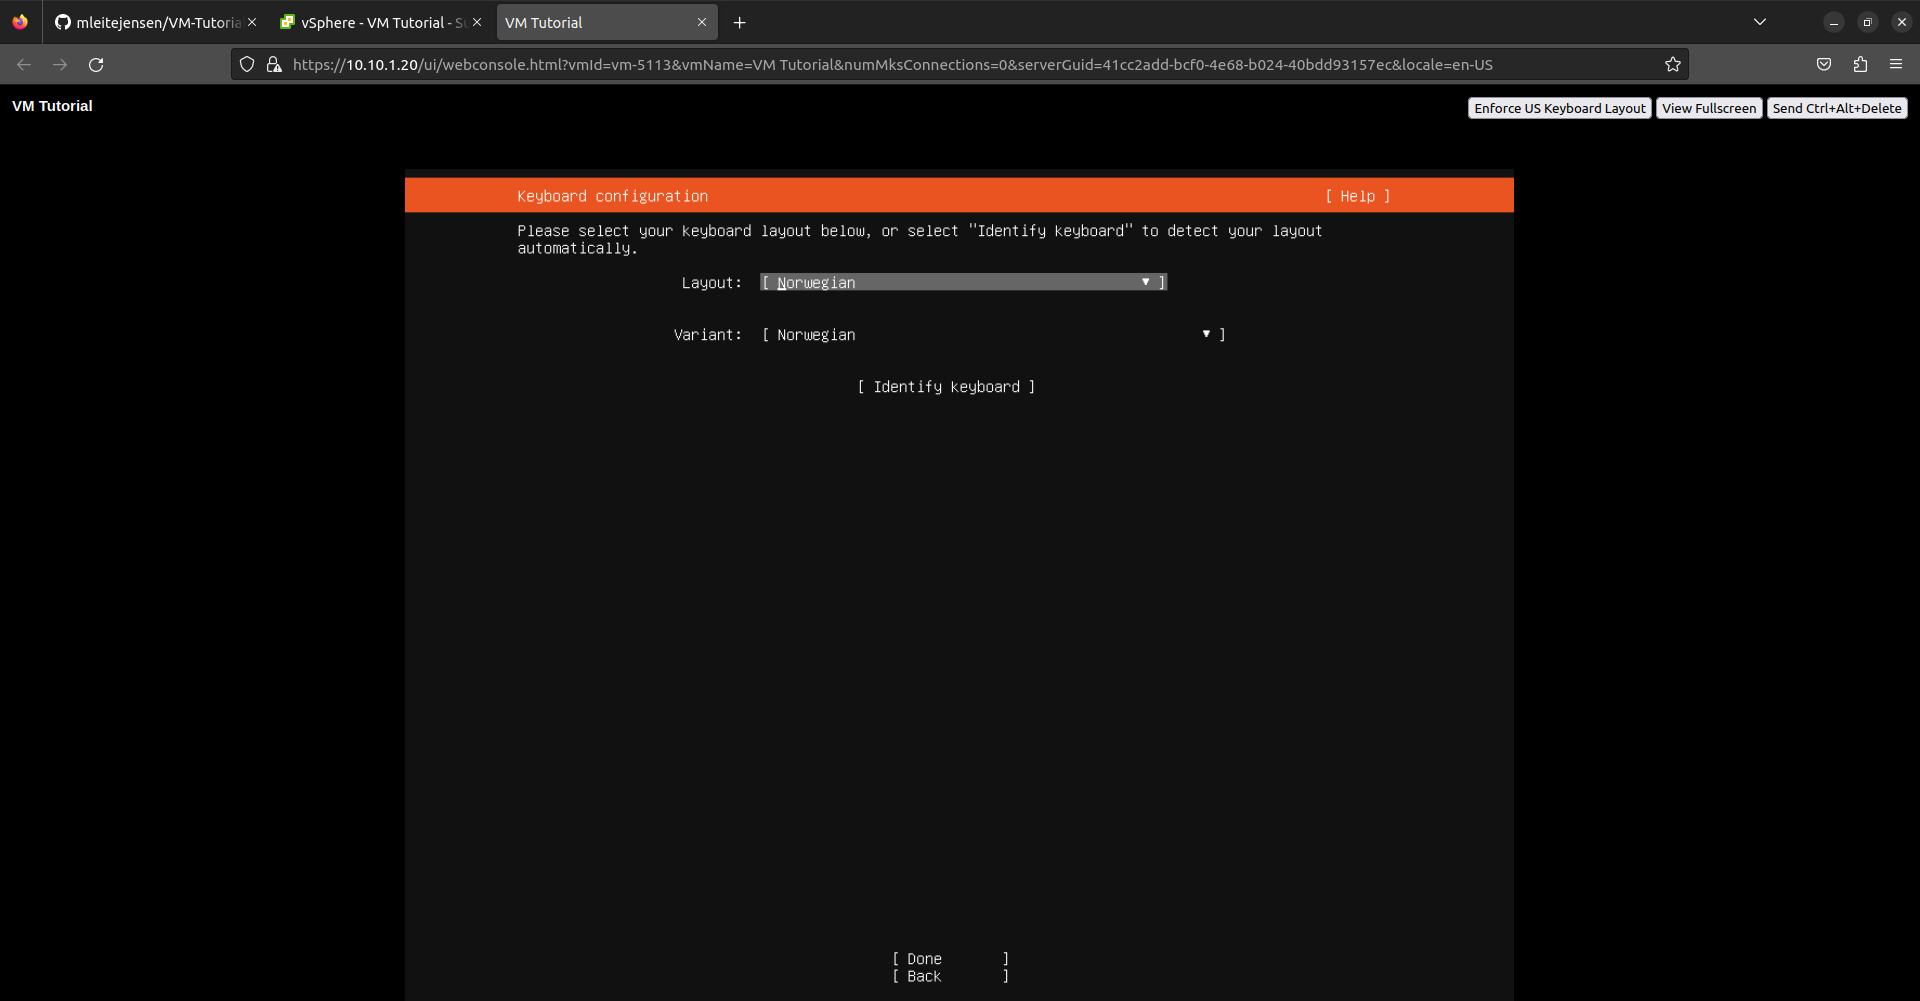 mleitejensen/VM-Tutoria
vSphere - VM Tutorial - Su
VM Tutorial
https://10.10.1.20/ui/webconsole.html?vmId=vm-5113&vmName=VM Tutorial&numMksConnections=0&serverGuid=41cc2add-bcf0-4e68-b024-40bdd93157ec&locale=en-US
VM Tutorial
Enforce US Keyboard Layout
View Fullscreen
Send Ctrl+Alt+Delete
Keyboard configuration [ Help ]
Please select your keyboard layout below, or select "Identify keyboard" to detect your layout
automatically.
Layout: [ Norwegian ▼ ]
Variant: [ Norwegian ▼ ]
[ Identify keyboard ]
[ Done ]
[ Back ]